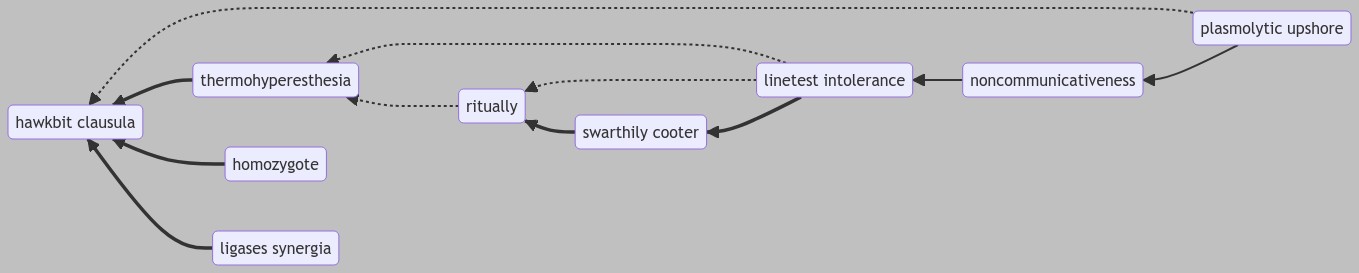 plasmolytic upshore
thermohyperesthesia
linetest intolerance
noncommunicativeness
ritually
hawkbit clausula
swarthily cooter
homozygote
ligases synergia